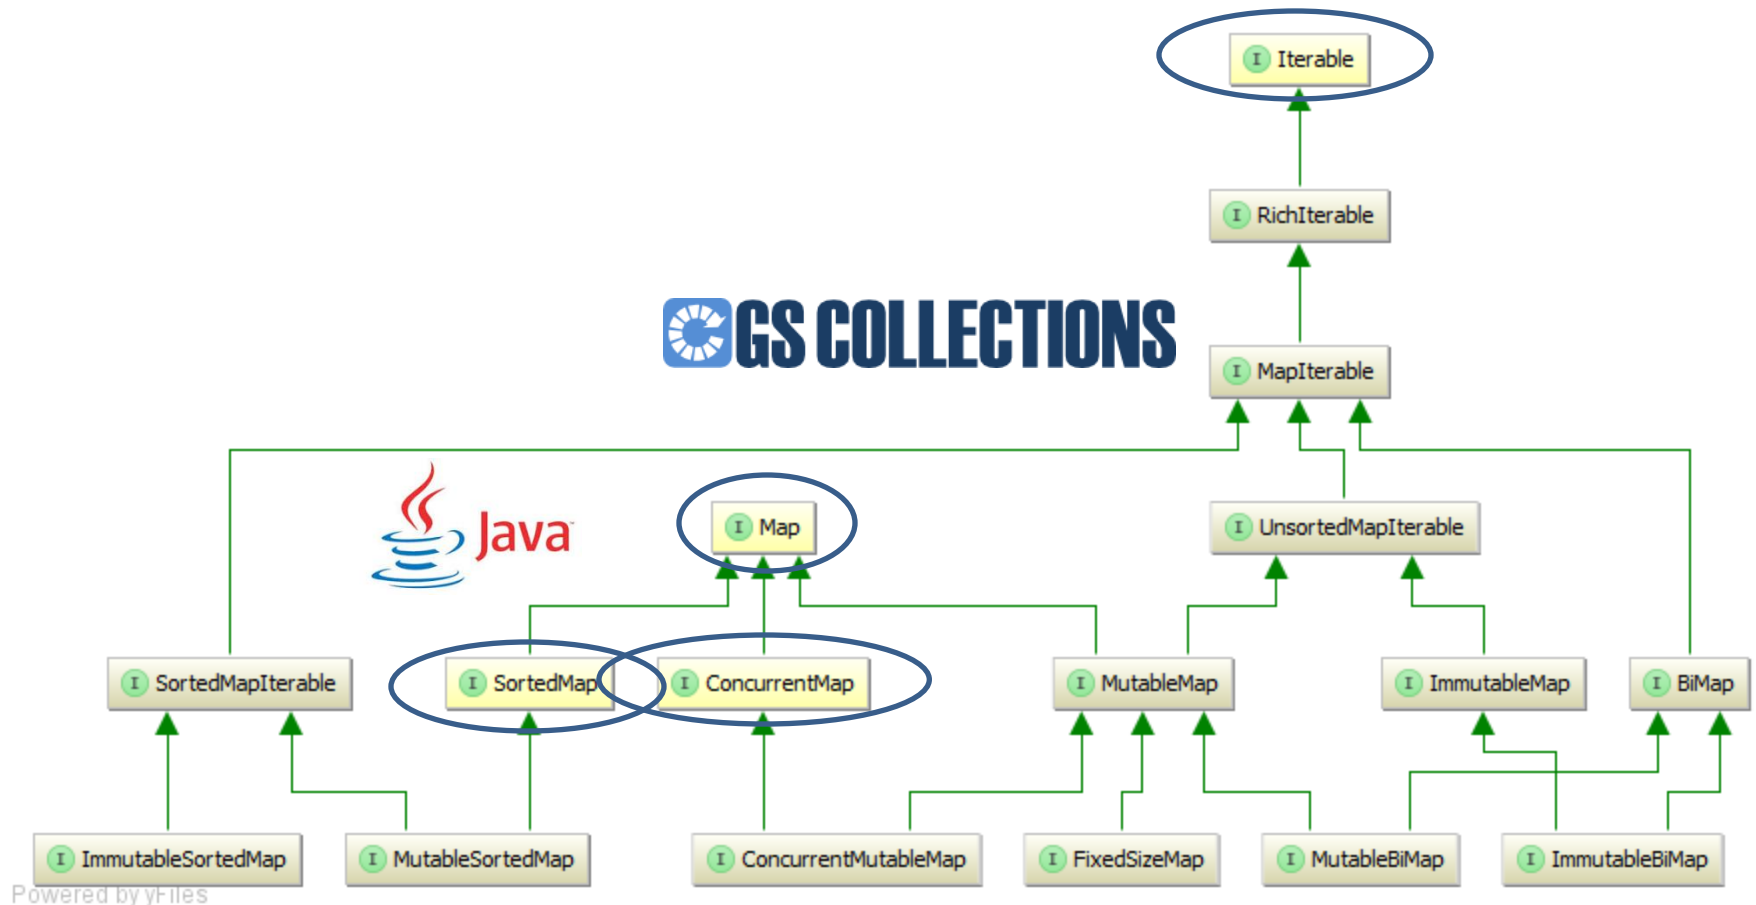 I Iterable
I RichIterable
GS COLLECTIONS
I MapIterable
Java™
I Map
I UnsortedMapIterable
I SortedMapIterable
I SortedMap
I ConcurrentMap
I MutableMap
I ImmutableMap
I BiMap
I ImmutableSortedMap
I MutableSortedMap
I ConcurrentMutableMap
I FixedSizeMap
I MutableBiMap
I ImmutableBiMap
Powered by yFiles